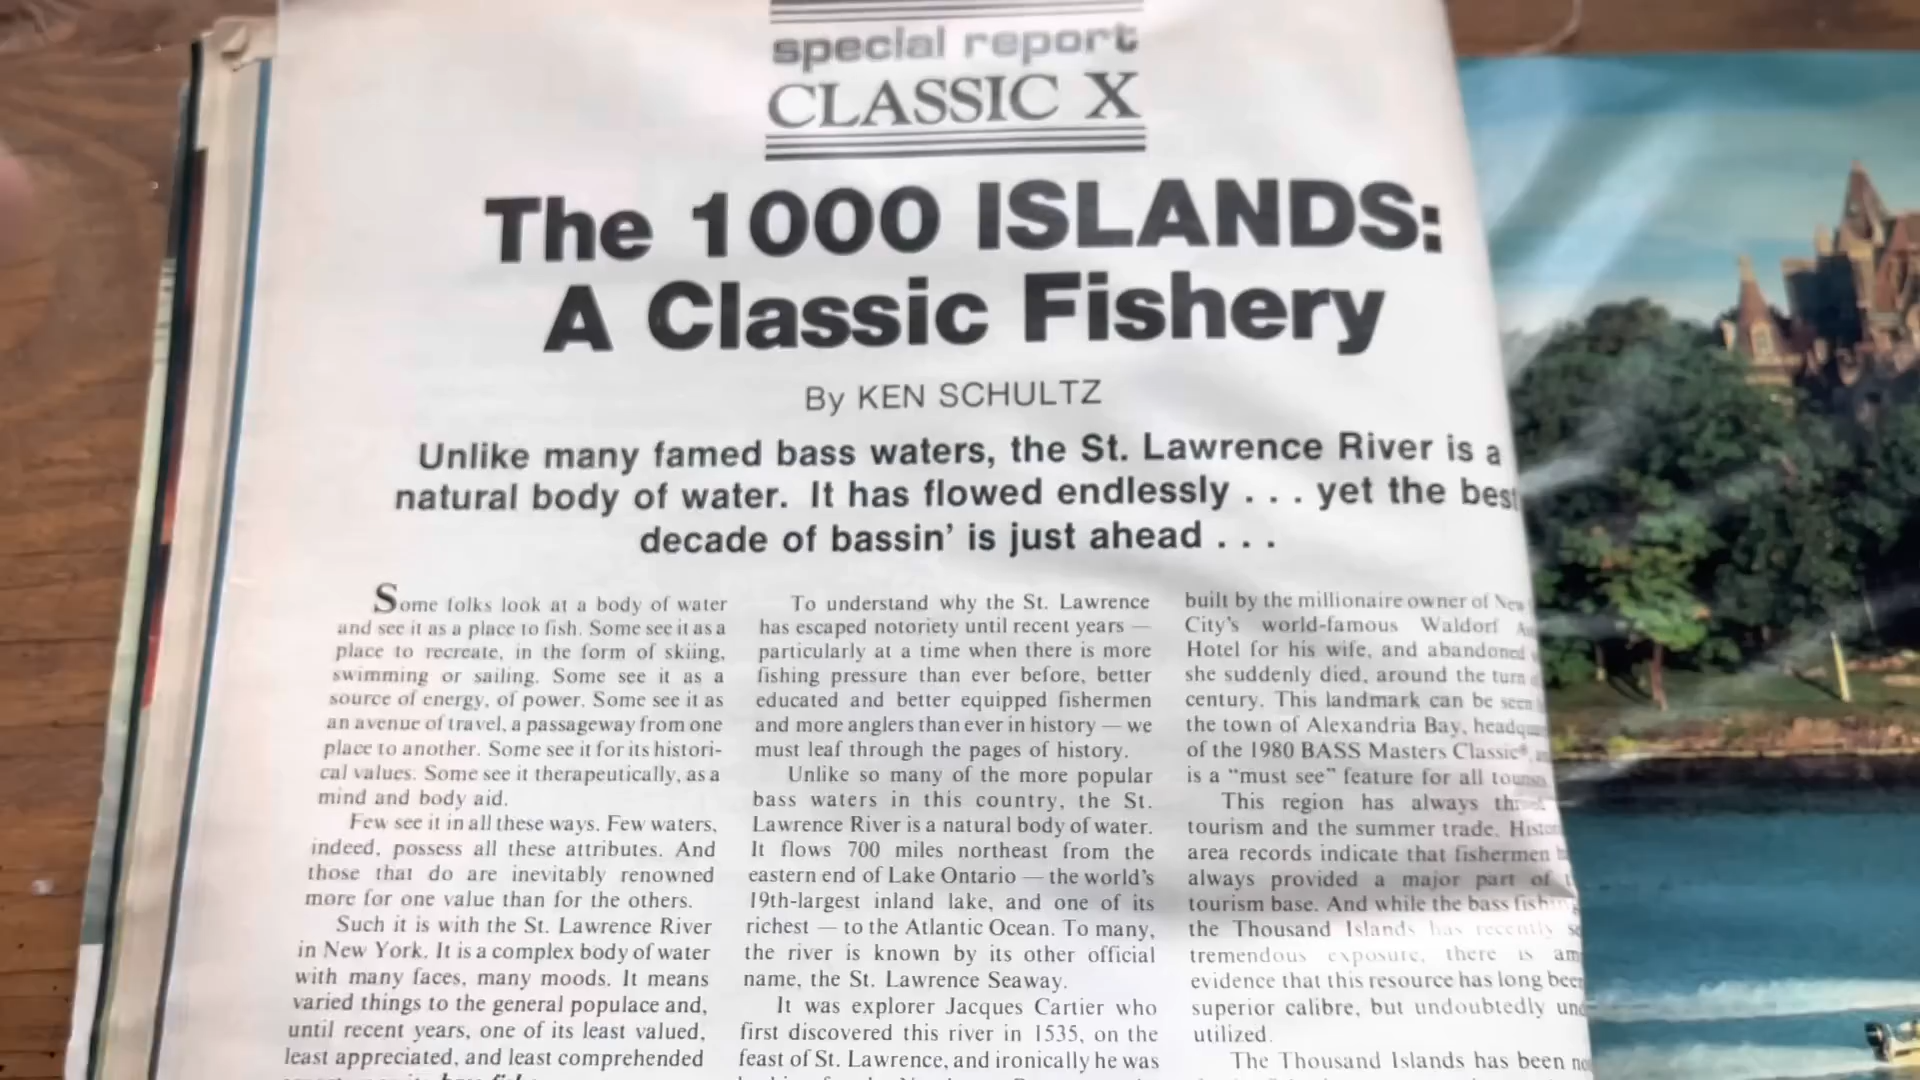 special report
CLASSIC X
The 1000 ISLANDS:
A Classic Fishery
By KEN SCHULTZ
Unlike many famed bass waters, the St. Lawrence River is a
natural body of water. It has flowed endlessly . . . yet the best
decade of bassin' is just ahead . . .
Some folks look at a body of water
and see it as a place to fish. Some see it as a
place to recreate, in the form of skiing,
swimming or sailing. Some see it as a
source of energy, of power. Some see it as
an avenue of travel, a passageway from one
place to another. Some see it for its histori-
cal values. Some see it therapeutically, as a
mind and body aid.
Few see it in all these ways. Few waters,
indeed, possess all these attributes. And
those that do are inevitably renowned
more for one value than for the others.
Such it is with the St. Lawrence River
in New York. It is a complex body of water
with many faces, many moods. It means
varied things to the general populace and,
until recent years, one of its least valued,
least appreciated, and least comprehended
To understand why the St. Lawrence
has escaped notoriety until recent years —
particularly at a time when there is more
fishing pressure than ever before, better
educated and better equipped fishermen
and more anglers than ever in history — we
must leaf through the pages of history.
Unlike so many of the more popular
bass waters in this country, the St.
Lawrence River is a natural body of water.
It flows 700 miles northeast from the
eastern end of Lake Ontario — the world's
19th-largest inland lake, and one of its
richest — to the Atlantic Ocean. To many,
the river is known by its other official
name, the St. Lawrence Seaway.
It was explorer Jacques Cartier who
first discovered this river in 1535, on the
feast of St. Lawrence, and ironically he was
built by the millionaire owner of New
City's world-famous Waldorf
Hotel for his wife, and abandoned
she suddenly died, around the turn
century. This landmark can be seen
the town of Alexandria Bay,
of the 1980 BASS Masters Classic®,
is a "must see" feature for all
This region has always
tourism and the summer trade.
area records indicate that fishermen
always provided a major part of
tourism base. And while the bass
the Thousand Islands has recently
tremendous exposure, there is
evidence that this resource has long been
superior calibre, but undoubtedly
utilized.
The Thousand Islands has been